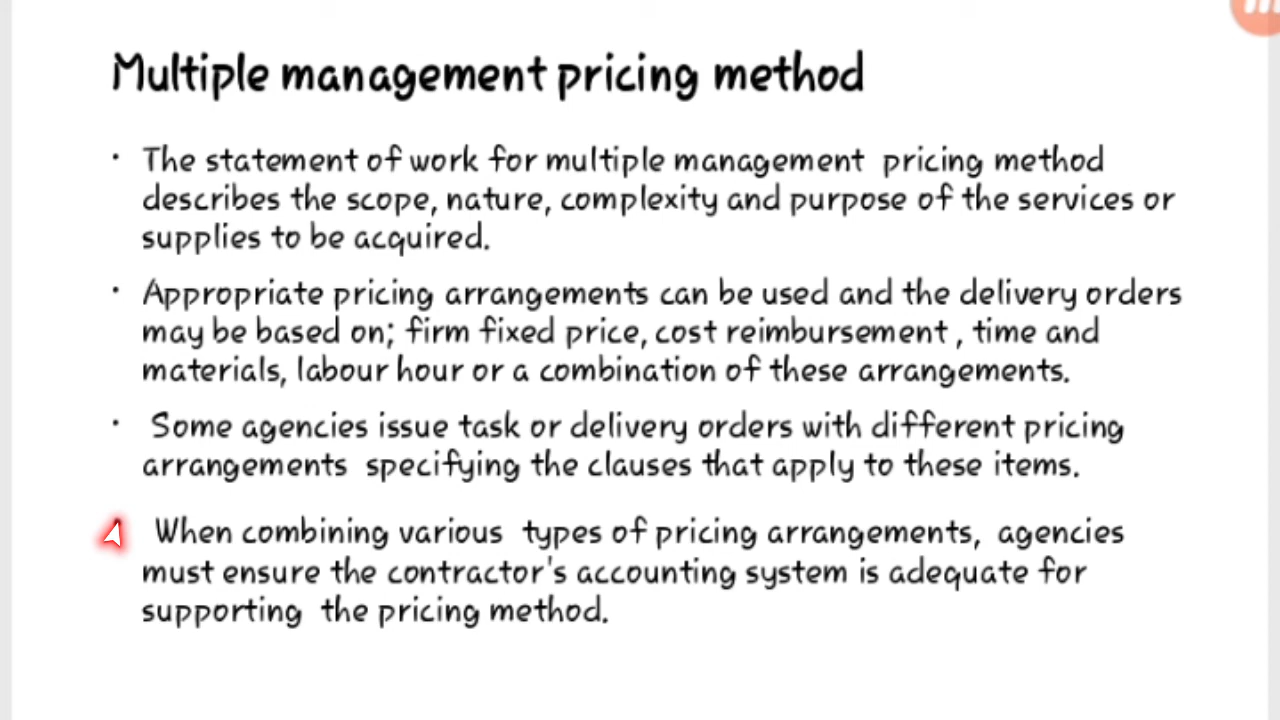 Multiple management pricing method
• The statement of work for multiple management pricing method
describes the scope, nature, complexity and purpose of the services or
supplies to be acquired.
• Appropriate pricing arrangements can be used and the delivery orders
may be based on; firm fixed price, cost reimbursement , time and
materials, labour hour or a combination of these arrangements.
• Some agencies issue task or delivery orders with different pricing
arrangements specifying the clauses that apply to these items.
When combining various types of pricing arrangements, agencies
must ensure the contractor's accounting system is adequate for
supporting the pricing method.